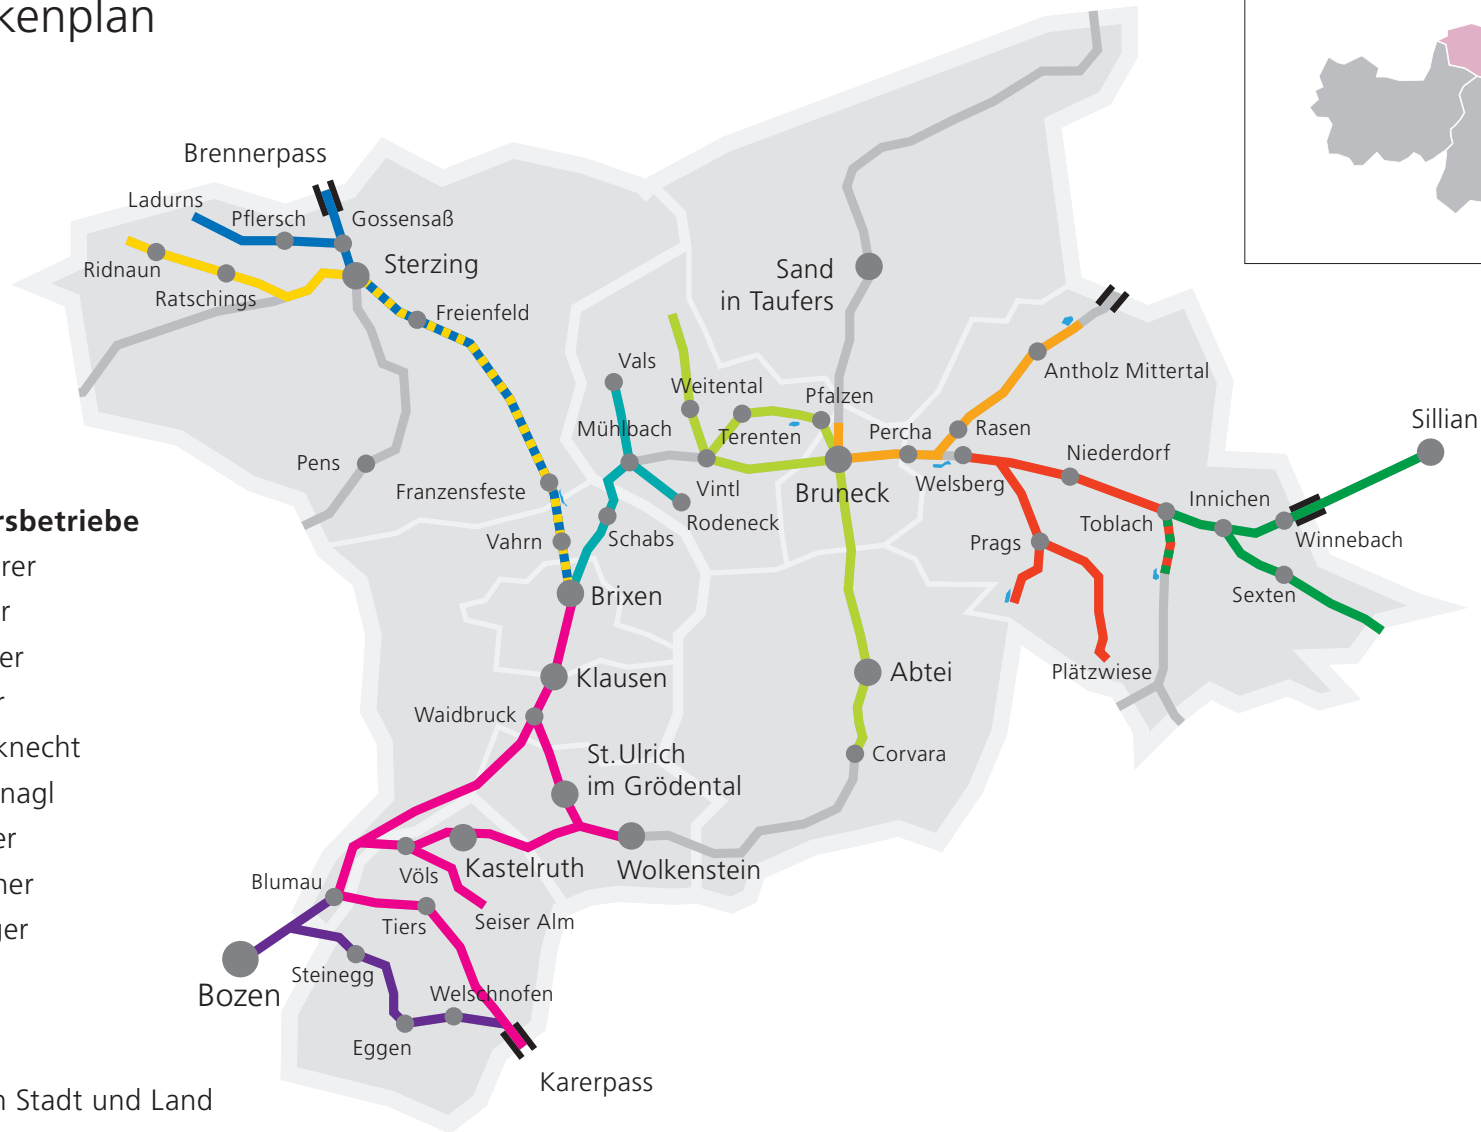 kenplan
Brennerpass
Ladurns
Pflersch
Gossensaß
Ridnaun
Ratschings
Sterzing
Freienfeld
Sand
in Taufers
Vals
Weitental
Pfalzen
Antholz Mittertal
Mühlbach
Terenten
Percha
Rasen
Sillian
Pens
Niederdorf
Franzensfeste
Vintl
Bruneck
Welsberg
Innichen
Rodeneck
Toblach
rsbetriebe
Vahrn
Schabs
Prags
Winnebach
rer
Brixen
Sexten
r
er
Klausen
Abtei
Plätzwiese
r
Waidbruck
knecht
St.Ulrich
im Grödental
Corvara
nagl
er
Kastelruth
Wolkenstein
Völs
Blumau
ner
Seiser Alm
Tiers
ger
Steinegg
Bozen
Welschnofen
Eggen
Karerpass
n Stadt und Land